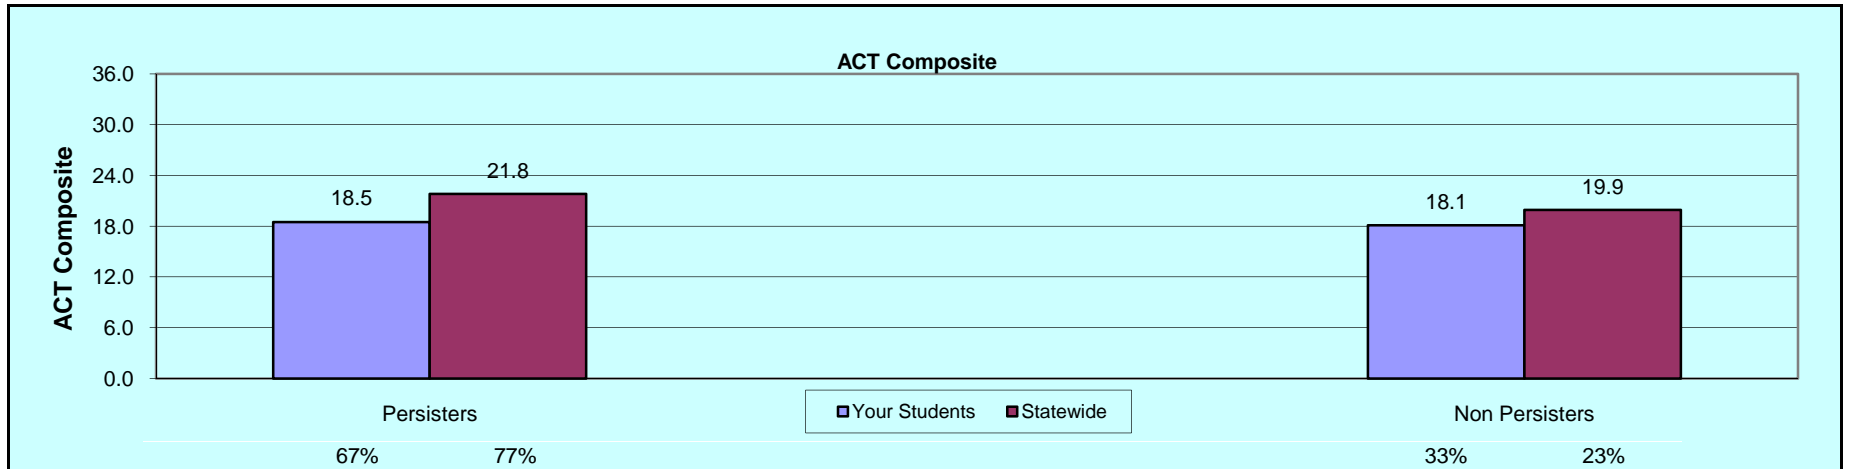 ACT Composite
36.0
30.0
24.0
18.0
12.0
6.0
0.0
ACT Composite
18.5
21.8
18.1
19.9
Persisters
Your Students Statewide
Non Persisters
67% 77% 33% 23%